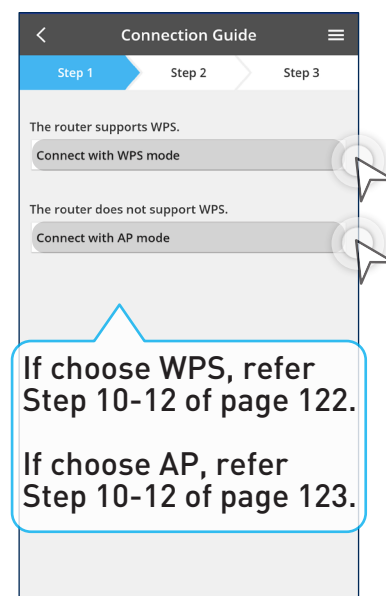 Connection Guide
Step 1 Step 2 Step 3
The router supports WPS.
Connect with WPS mode
The router does not support WPS.
Connect with AP mode
If choose WPS, refer
Step 10-12 of page 122.
If choose AP, refer
Step 10-12 of page 123.